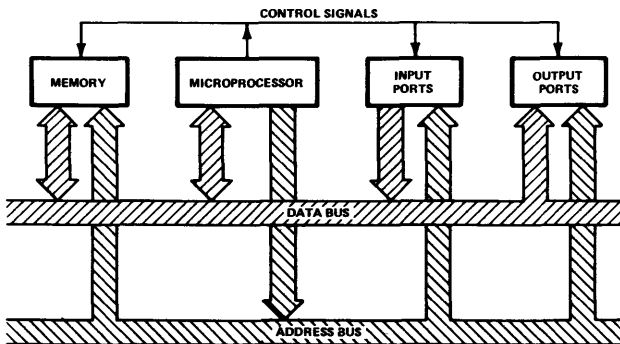 CONTROL SIGNALS
MEMORY
MICROPROCESSOR
INPUT
PORTS
OUTPUT
PORTS
DATA BUS
ADDRESS BUS